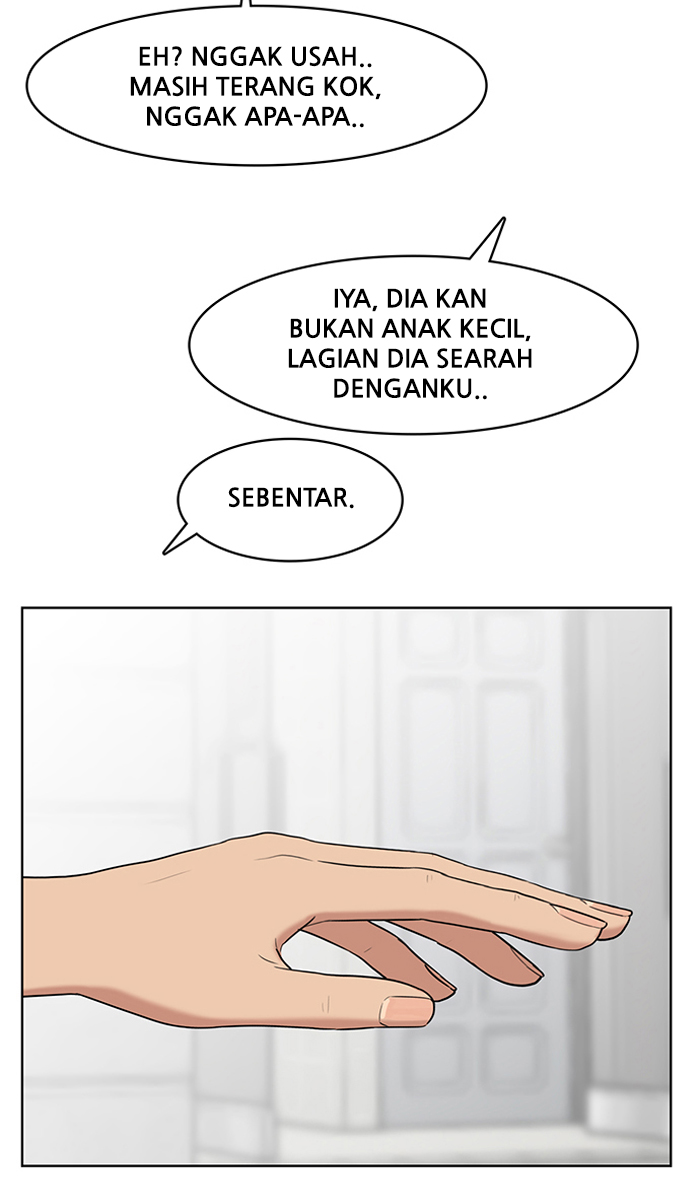 EH? NGGAK USAH..
MASIH TERANG KOK,
NGGAK APA-APA..
IYA, DIA KAN
BUKAN ANAK KECIL,
LAGIAN DIA SEARAH
DENGANKU..
SEBENTAR.